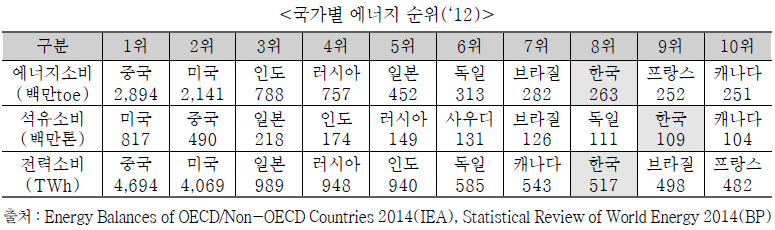 <국가별 에너지 순위(‘12)>
구분 1위 2위 3위 4위 5위 6위 7위 8위 9위 10위
에너지소비 중국 미국 인도 러시아 일본 독일 브라질 한국 프랑스 캐나다
(백만toe) 2,894 2,141 788 757 452 313 282 263 252 251
석유소비 미국 중국 일본 인도 러시아 사우디 브라질 독일 한국 캐나다
(백만톤) 817 490 218 174 149 131 126 111 109 104
전력소비 중국 미국 일본 러시아 인도 독일 캐나다 한국 브라질 프랑스
(TWh) 4,694 4,069 989 948 940 585 543 517 498 482
출처 : Energy Balances of OECD/Non-OECD Countries 2014(IEA), Statistical Review of World Energy 2014(BP)